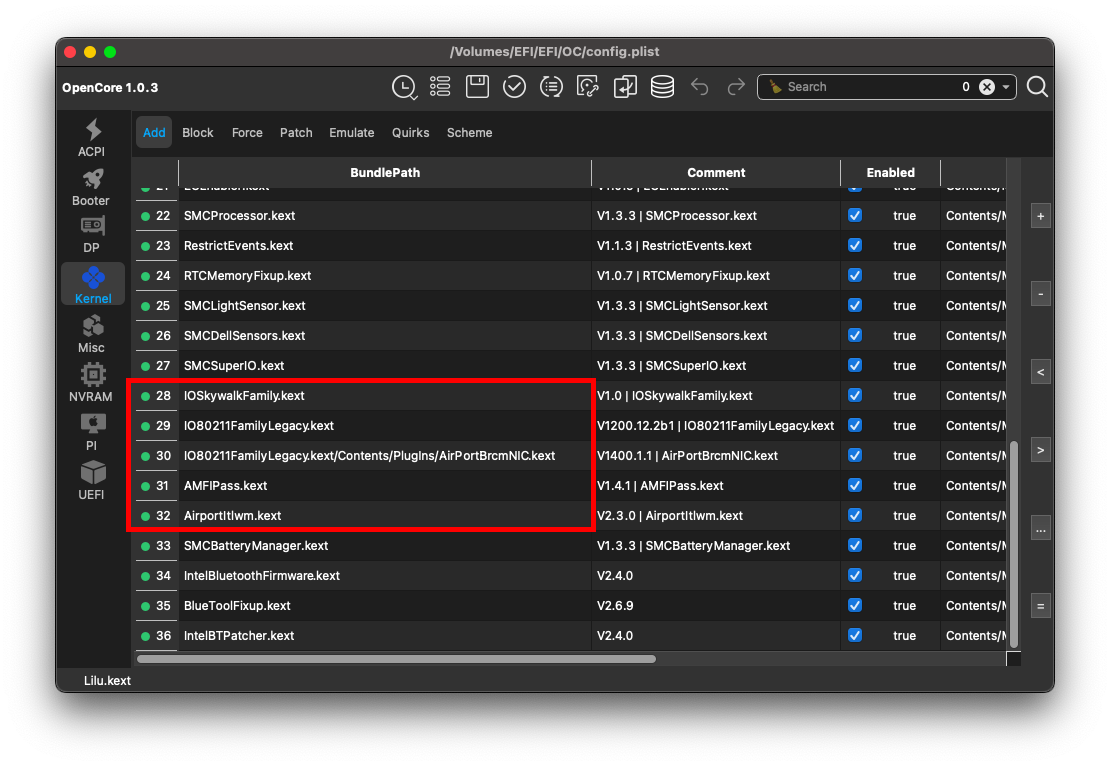 /Volumes/EFI/EFI/OC/config.plist
OpenCore 1.0.3
Search 0
ACPI
Booter
DP
Kernel
Misc
NVRAM
PI
UEFI
Add Block Force Patch Emulate Quirks Scheme
BundlePath Comment Enabled
22 SMCProcessor.kext V1.3.3 | SMCProcessor.kext true Contents/M
23 RestrictEvents.kext V1.1.3 | RestrictEvents.kext true Contents/M
24 RTCMemoryFixup.kext V1.0.7 | RTCMemoryFixup.kext true Contents/M
25 SMCLightSensor.kext V1.3.3 | SMCLightSensor.kext true Contents/M
26 SMCDellSensors.kext V1.3.3 | SMCDellSensors.kext true Contents/M
27 SMCSuperIO.kext V1.3.3 | SMCSuperIO.kext true Contents/M
28 IOSkywalkFamily.kext V1.0 | IOSkywalkFamily.kext true Contents/M
29 IO80211FamilyLegacy.kext V1200.12.2b1 | IO80211FamilyLegacy.kext true Contents/M
30 IO80211FamilyLegacy.kext/Contents/PlugIns/AirPortBrcmNIC.kext V1400.1.1 | AirPortBrcmNIC.kext true Contents/M
31 AMFIPass.kext V1.4.1 | AMFIPass.kext true Contents/M
32 AirportItlwm.kext V2.3.0 | AirportItlwm.kext true Contents/M
33 SMCBatteryManager.kext V1.3.3 | SMCBatteryManager.kext true Contents/M
34 IntelBluetoothFirmware.kext V2.4.0 true Contents/M
35 BlueToolFixup.kext V2.6.9 true Contents/M
36 IntelBTPatcher.kext V2.4.0 true Contents/M
+
-
<
>
...
=
Lilu.kext